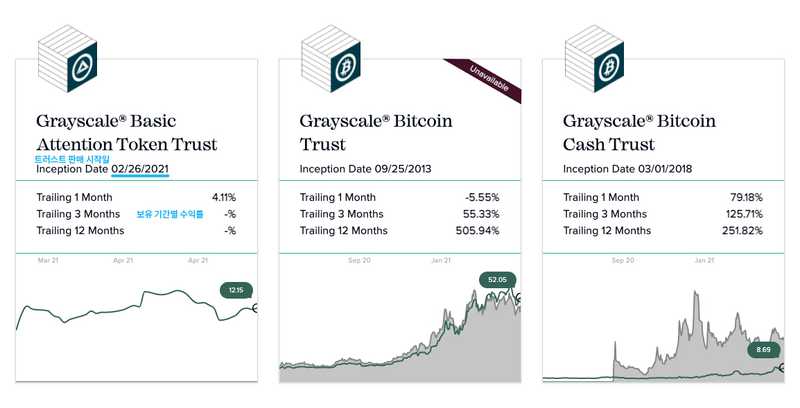 Grayscale® Basic
Attention Token Trust
트러스트 판매 시작일
Inception Date 02/26/2021
Trailing 1 Month 4.11%
Trailing 3 Months 보유 기간별 수익률 -%
Trailing 12 Months -%
Mar 21 Apr 21 Apr 21
12.15
Unavailable
Grayscale® Bitcoin
Trust
Inception Date 09/25/2013
Trailing 1 Month -5.55%
Trailing 3 Months 55.33%
Trailing 12 Months 505.94%
Sep 20 Jan 21
52.05
Grayscale® Bitcoin
Cash Trust
Inception Date 03/01/2018
Trailing 1 Month 79.18%
Trailing 3 Months 125.71%
Trailing 12 Months 251.82%
Sep 20 Jan 21
8.69